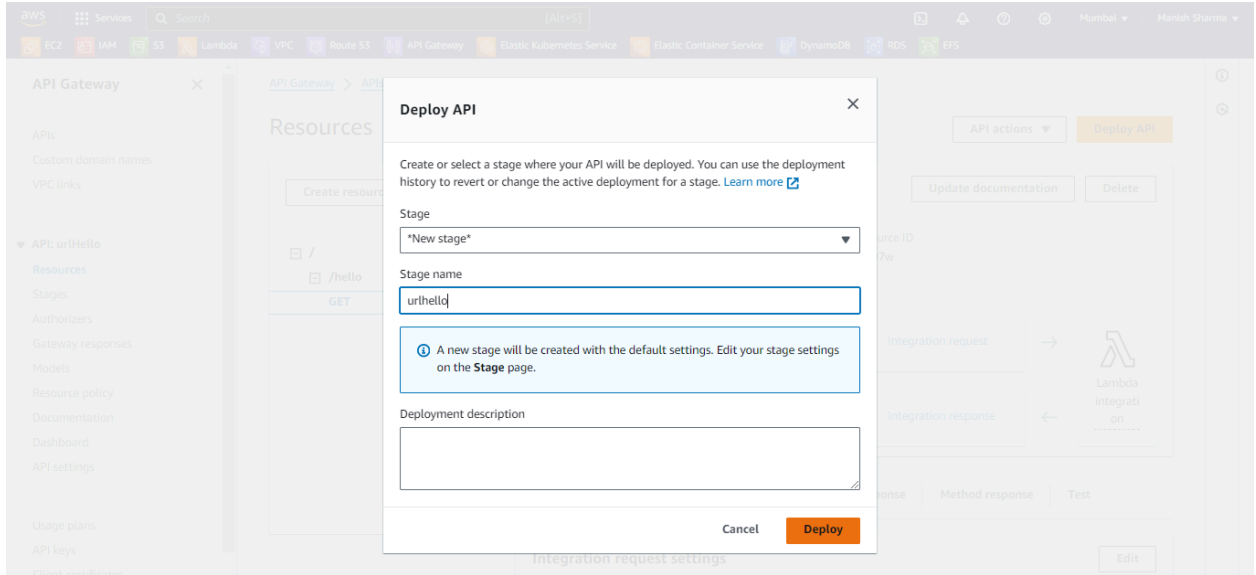 aws
Services
Search
[Alt+S]
Mumbai
Manish Sharma
EC2
IAM
S3
Lambda
VPC
Route 53
API Gateway
Elastic Kubernetes Service
Elastic Container Service
DynamoDB
RDS
EFS
API Gateway
APIs
Custom domain names
VPC links
API: urlHello
Resources
Stages
Authorizers
Gateway responses
Models
Resource policy
Documentation
Dashboard
API settings
Usage plans
API keys
API Gateway
Resources
API actions
Deploy API
Update documentation
Delete
/
/hello
GET
Integration request
Integration response
Lambda
integrati
on
Method response
Test
Integration request settings
Edit
Deploy API
Create or select a stage where your API will be deployed. You can use the deployment
history to revert or change the active deployment for a stage. Learn more
Stage
*New stage*
Stage name
urlhello
A new stage will be created with the default settings. Edit your stage settings
on the Stage page.
Deployment description
Cancel
Deploy